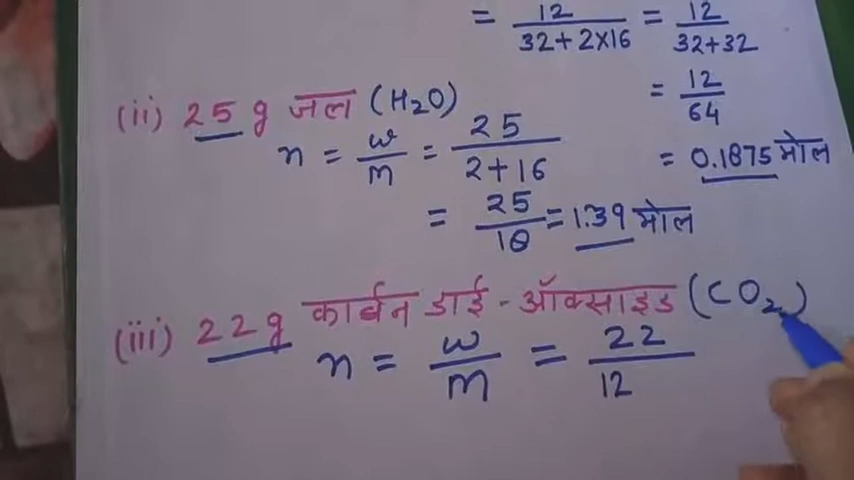 = 12/(32+2×16) = 12/(32+32)
= 12/64
= 0.1875 मोल
(ii) 25 g जल (H₂O)
n = w/m = 25/(2+16)
= 25/18 = 1.39 मोल
(iii) 22g कार्बन डाई - ऑक्साइड (CO₂)
n = w/m = 22/12